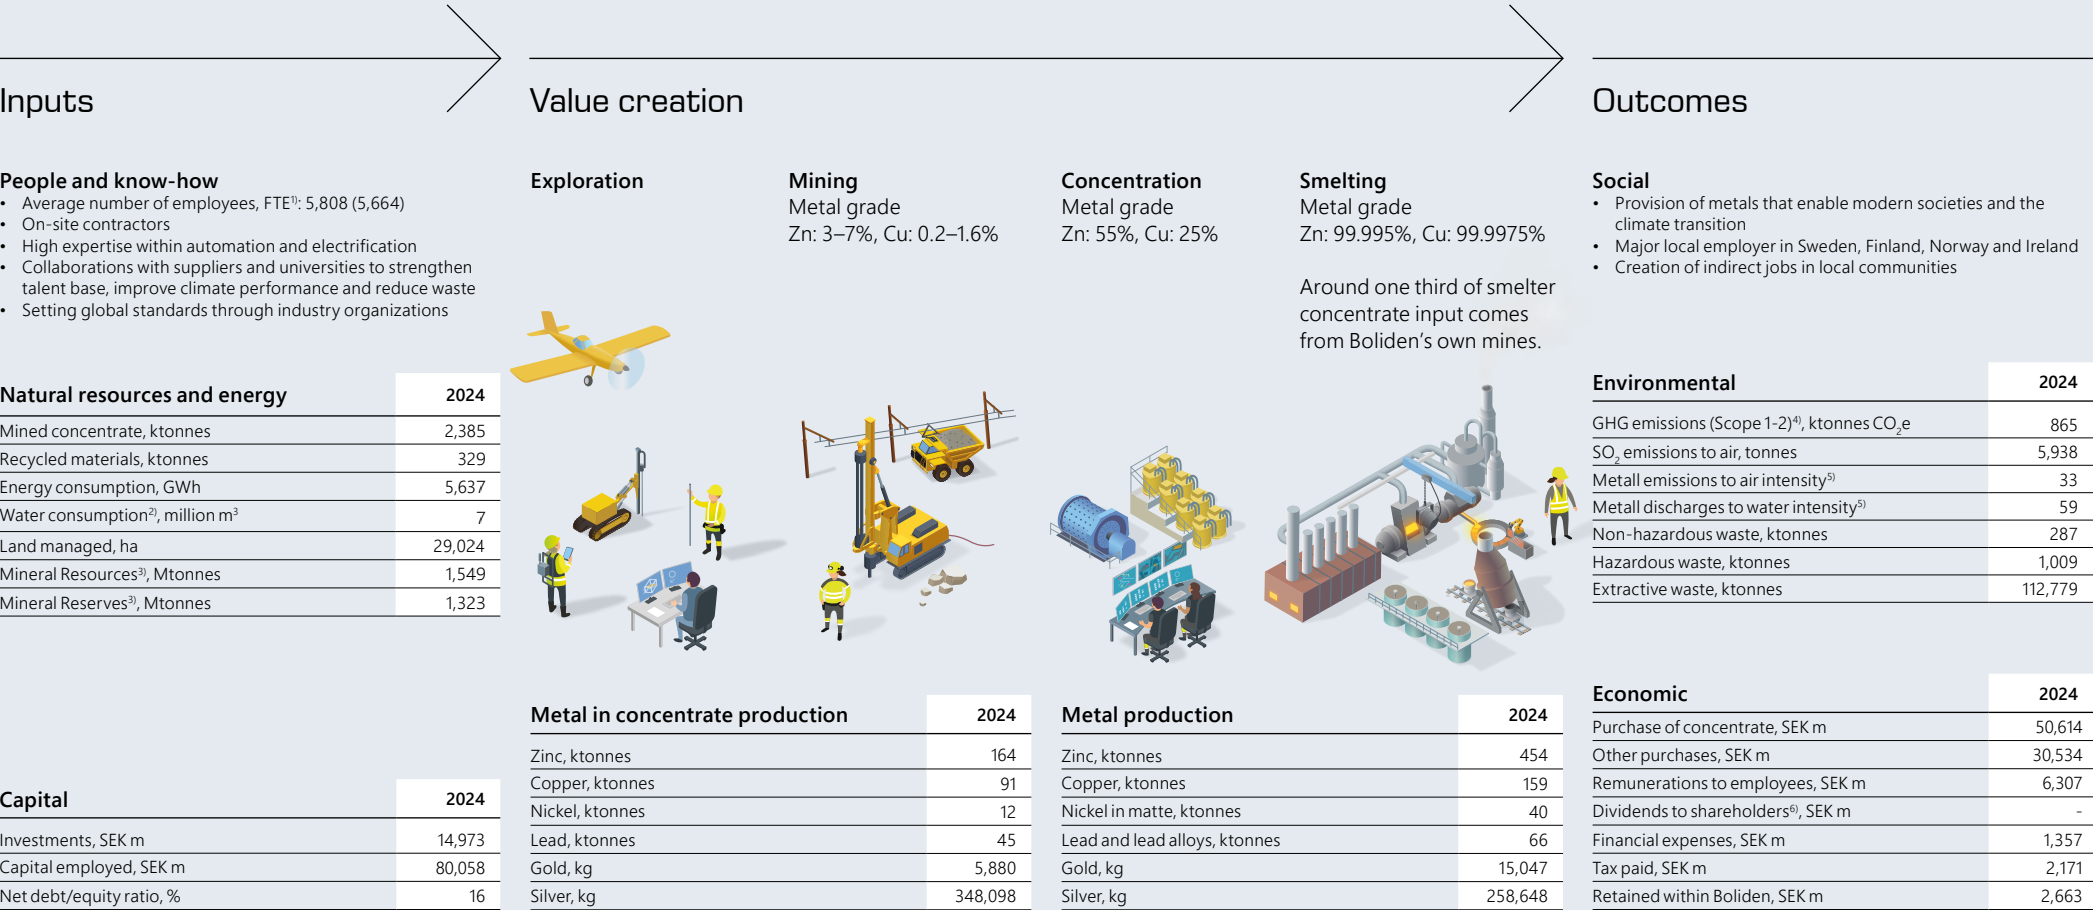 Inputs
People and know-how
• Average number of employees, FTE¹⁾: 5,808 (5,664)
• On-site contractors
• High expertise within automation and electrification
• Collaborations with suppliers and universities to strengthen
talent base, improve climate performance and reduce waste
• Setting global standards through industry organizations
Natural resources and energy 2024
Mined concentrate, ktonnes 2,385
Recycled materials, ktonnes 329
Energy consumption, GWh 5,637
Water consumption²⁾, million m³ 7
Land managed, ha 29,024
Mineral Resources³⁾, Mtonnes 1,549
Mineral Reserves³⁾, Mtonnes 1,323
Capital 2024
Investments, SEK m 14,973
Capital employed, SEK m 80,058
Net debt/equity ratio, % 16
Value creation
Exploration
Mining
Metal grade
Zn: 3–7%, Cu: 0.2–1.6%
Concentration
Metal grade
Zn: 55%, Cu: 25%
Smelting
Metal grade
Zn: 99.995%, Cu: 99.9975%
Around one third of smelter
concentrate input comes
from Boliden’s own mines.
Metal in concentrate production 2024
Zinc, ktonnes 164
Copper, ktonnes 91
Nickel, ktonnes 12
Lead, ktonnes 45
Gold, kg 5,880
Silver, kg 348,098
Metal production 2024
Zinc, ktonnes 454
Copper, ktonnes 159
Nickel in matte, ktonnes 40
Lead and lead alloys, ktonnes 66
Gold, kg 15,047
Silver, kg 258,648
Outcomes
Social
• Provision of metals that enable modern societies and the
climate transition
• Major local employer in Sweden, Finland, Norway and Ireland
• Creation of indirect jobs in local communities
Environmental 2024
GHG emissions (Scope 1-2)⁴⁾, ktonnes CO₂e 865
SO₂ emissions to air, tonnes 5,938
Metall emissions to air intensity⁵⁾ 33
Metall discharges to water intensity⁵⁾ 59
Non-hazardous waste, ktonnes 287
Hazardous waste, ktonnes 1,009
Extractive waste, ktonnes 112,779
Economic 2024
Purchase of concentrate, SEK m 50,614
Other purchases, SEK m 30,534
Remunerations to employees, SEK m 6,307
Dividends to shareholders⁶⁾, SEK m -
Financial expenses, SEK m 1,357
Tax paid, SEK m 2,171
Retained within Boliden, SEK m 2,663